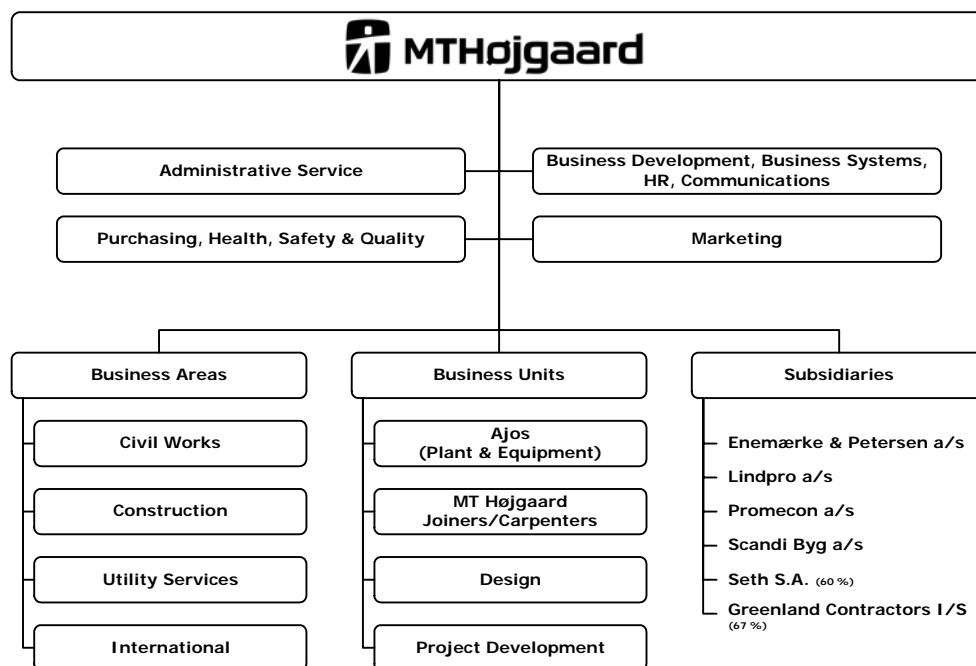 MTHøjgaard
Administrative Service
Business Development, Business Systems,
HR, Communications
Purchasing, Health, Safety & Quality
Marketing
Business Areas
Civil Works
Construction
Utility Services
International
Business Units
Ajos
(Plant & Equipment)
MT Højgaard
Joiners/Carpenters
Design
Project Development
Subsidiaries
Enemærke & Petersen a/s
Lindpro a/s
Promecon a/s
Scandi Byg a/s
Seth S.A. (60 %)
Greenland Contractors I/S
(67 %)